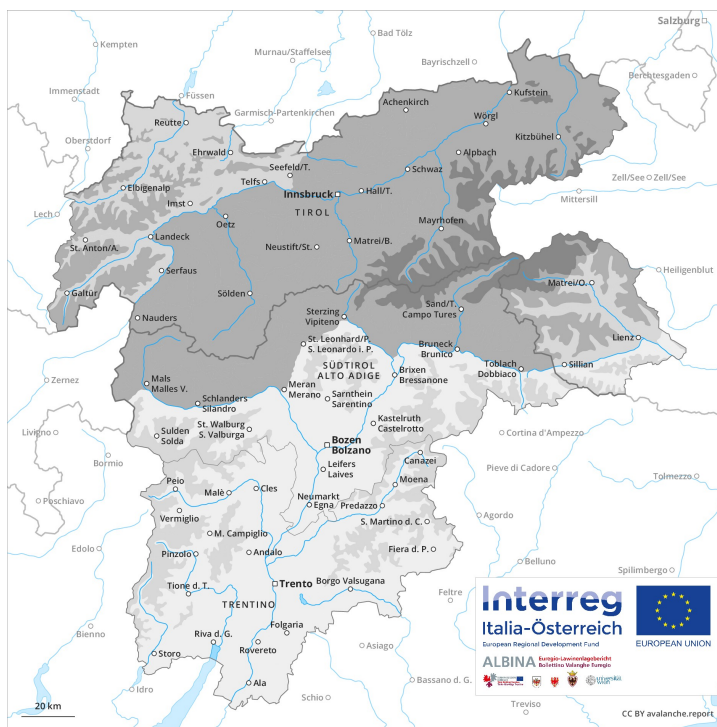 Salzburg
Kempten
Bad Tölz
Murnau/Staffelsee
Bayrischzell
Berchtesgaden
Immenstadt
Füssen
Kufstein
Achenkirch
Garmisch-Partenkirchen
Reutte
Wörgl
Kitzbühel
Oberstdorf
Ehrwald
Alpbach
Seefeld/T.
Schwaz
Telfs
Zell/See
Zell/See
Elbigenalp
Innsbruck
Hall/T.
Mittersill
Imst
TIROL
Lech
Oetz
Mayrhofen
St. Anton/A.
Landeck
Neustift/St.
Matrei/B.
Heiligenblut
Serfaus
Matrei/O.
Galtür
Sölden
Sand/T.
Campo Tures
Nauders
Sterzing
Vipiteno
Lienz
St. Leonhard/P.
S. Leonardo i. P.
Bruneck
Brunico
SÜDTIROL
ALTO ADIGE
Brixen
Bressanone
Toblach
Dobbiaco
Sillian
Zernez
Mals
Malles V.
Meran
Merano
Schlanders
Silandro
Sarnthein
Sarentino
St. Walburg
S. Valburga
Kastelruth
Castelrotto
Livigno
Sulden
Solda
Cortina d'Ampezzo
Bozen
Bolzano
Bormio
Canazei
Leifers
Laives
Pieve di Cadore
Tolmezzo
Peio
Moena
Poschiavo
Malè
Cles
Neumarkt
Egna
Predazzo
Vermiglio
S. Martino d. C.
Agordo
M. Campiglio
Edolo
Pinzolo
Andalo
Fiera d. P.
Belluno
Spilimbergo
Tione d. T.
Trento
Borgo Valsugana
Feltre
TRENTINO
Folgaria
Bienno
Riva d. G.
Rovereto
Asiago
Storo
Idro
Ala
Schio
Bassano d. G.
Treviso
20 km
Interreg
Italia-Österreich
European Regional Development Fund
EUROPEAN UNION
ALBINA
Euregio-Lawinenlagebericht
Bollettino Valanghe Euregio
universität
wien
CC BY avalanche.report